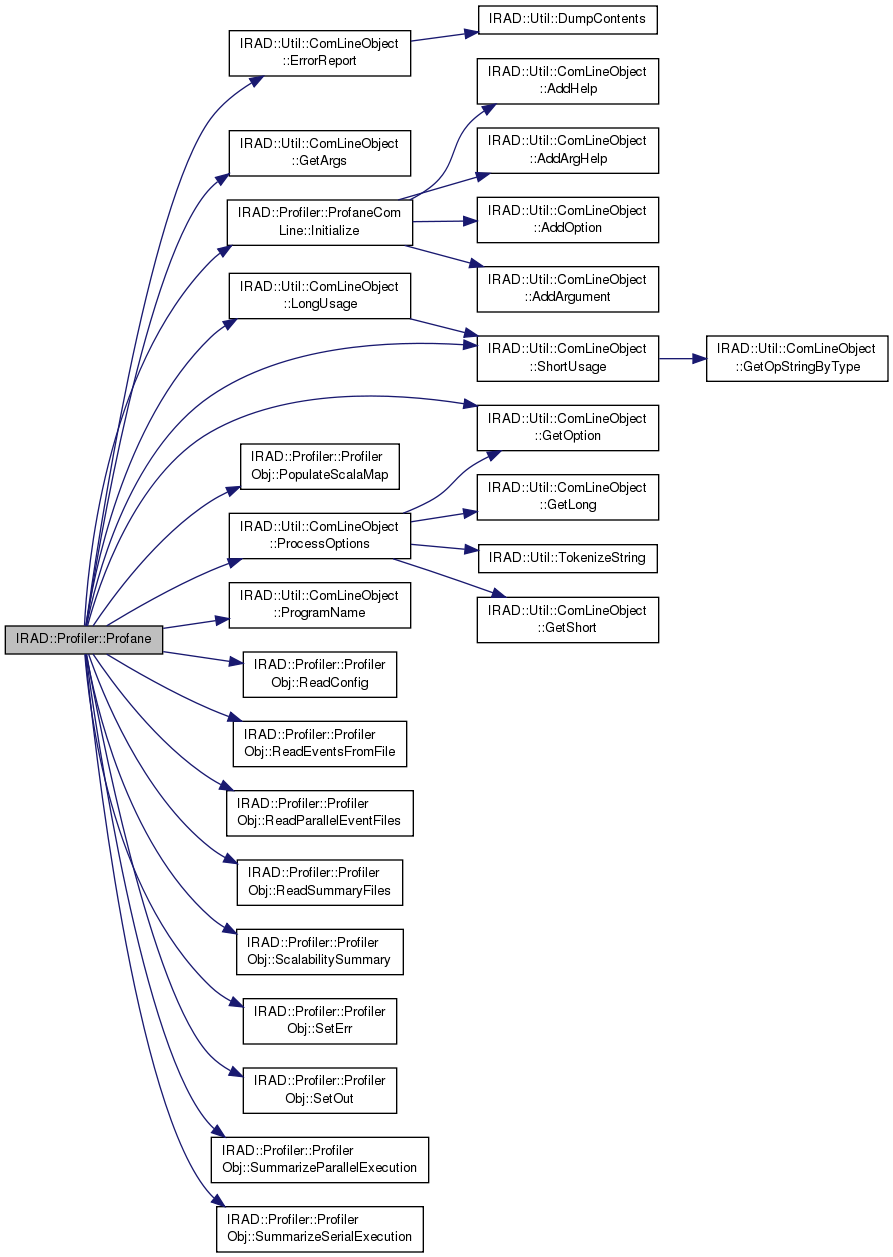 IRAD::Profiler::Profane
IRAD::Util::ComLineObject
::ErrorReport
IRAD::Util::ComLineObject
::GetArgs
IRAD::Profiler::ProfaneCom
Line::Initialize
IRAD::Util::ComLineObject
::LongUsage
IRAD::Profiler::Profiler
Obj::PopulateScalaMap
IRAD::Util::ComLineObject
::ProcessOptions
IRAD::Util::ComLineObject
::ProgramName
IRAD::Profiler::Profiler
Obj::ReadConfig
IRAD::Profiler::Profiler
Obj::ReadEventsFromFile
IRAD::Profiler::Profiler
Obj::ReadParallelEventFiles
IRAD::Profiler::Profiler
Obj::ReadSummaryFiles
IRAD::Profiler::Profiler
Obj::ScalabilitySummary
IRAD::Profiler::Profiler
Obj::SetErr
IRAD::Profiler::Profiler
Obj::SetOut
IRAD::Profiler::Profiler
Obj::SummarizeParallelExecution
IRAD::Profiler::Profiler
Obj::SummarizeSerialExecution
IRAD::Util::DumpContents
IRAD::Util::ComLineObject
::AddHelp
IRAD::Util::ComLineObject
::AddArgHelp
IRAD::Util::ComLineObject
::AddOption
IRAD::Util::ComLineObject
::AddArgument
IRAD::Util::ComLineObject
::ShortUsage
IRAD::Util::ComLineObject
::GetOption
IRAD::Util::ComLineObject
::GetLong
IRAD::Util::TokenizeString
IRAD::Util::ComLineObject
::GetShort
IRAD::Util::ComLineObject
::GetOpStringByType